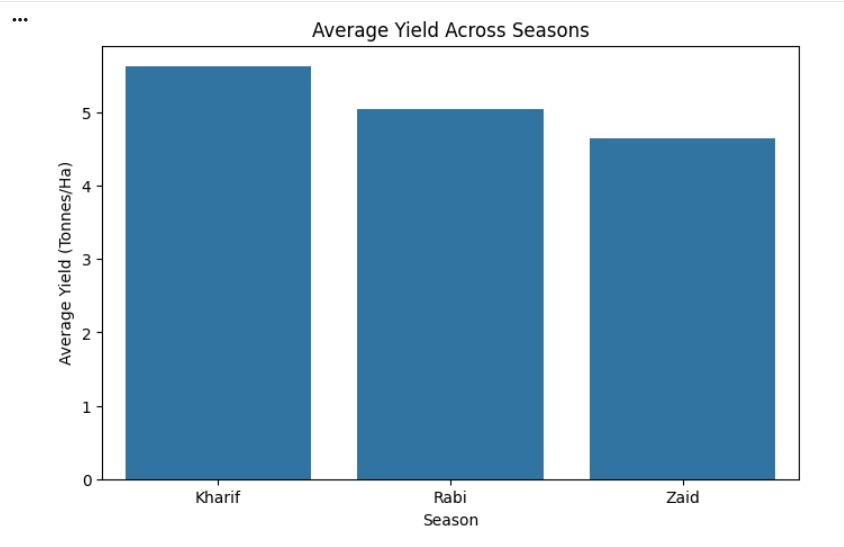 ...
Average Yield Across Seasons
Average Yield (Tonnes/Ha)
5
4
3
2
1
0
Kharif Rabi Zaid
Season